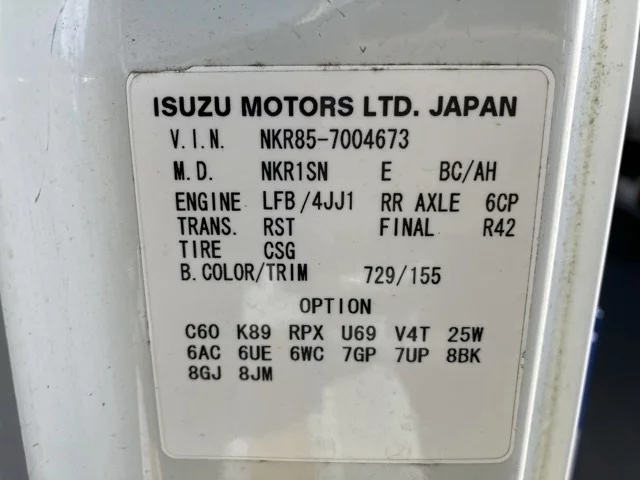 ISUZU MOTORS LTD. JAPAN
V.I.N. NKR85-7004673
M.D. NKR1SN E BC/AH
ENGINE LFB/4JJ1 RR AXLE 6CP
TRANS. RST FINAL R42
TIRE CSG
B.COLOR/TRIM 729/155
OPTION
C60 K89 RPX U69 V4T 25W
6AC 6UE 6WC 7GP 7UP 8BK
8GJ 8JM